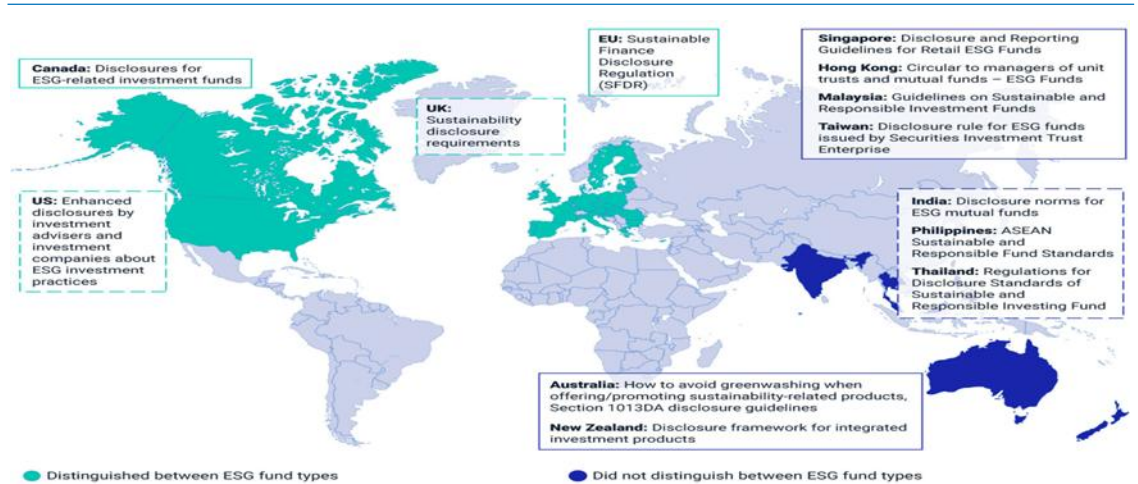 Canada: Disclosures for
ESG-related investment funds
EU: Sustainable
Finance
Disclosure
Regulation
(SFDR)
UK:
Sustainability
disclosure
requirements
Singapore: Disclosure and Reporting
Guidelines for Retail ESG Funds
Hong Kong: Circular to managers of unit
trusts and mutual funds – ESG Funds
Malaysia: Guidelines on Sustainable and
Responsible Investment Funds
Taiwan: Disclosure rule for ESG funds
issued by Securities Investment Trust
Enterprise
US: Enhanced
disclosures by
investment
advisers and
investment
companies about
ESG investment
practices
India: Disclosure norms for
ESG mutual funds
Philippines: ASEAN
Sustainable and
Responsible Fund Standards
Thailand: Regulations for
Disclosure Standards of
Sustainable and
Responsible Investing Fund
Australia: How to avoid greenwashing when
offering/promoting sustainability-related products,
Section 1013DA disclosure guidelines
New Zealand: Disclosure framework for integrated
investment products
Distinguished between ESG fund types
Did not distinguish between ESG fund types